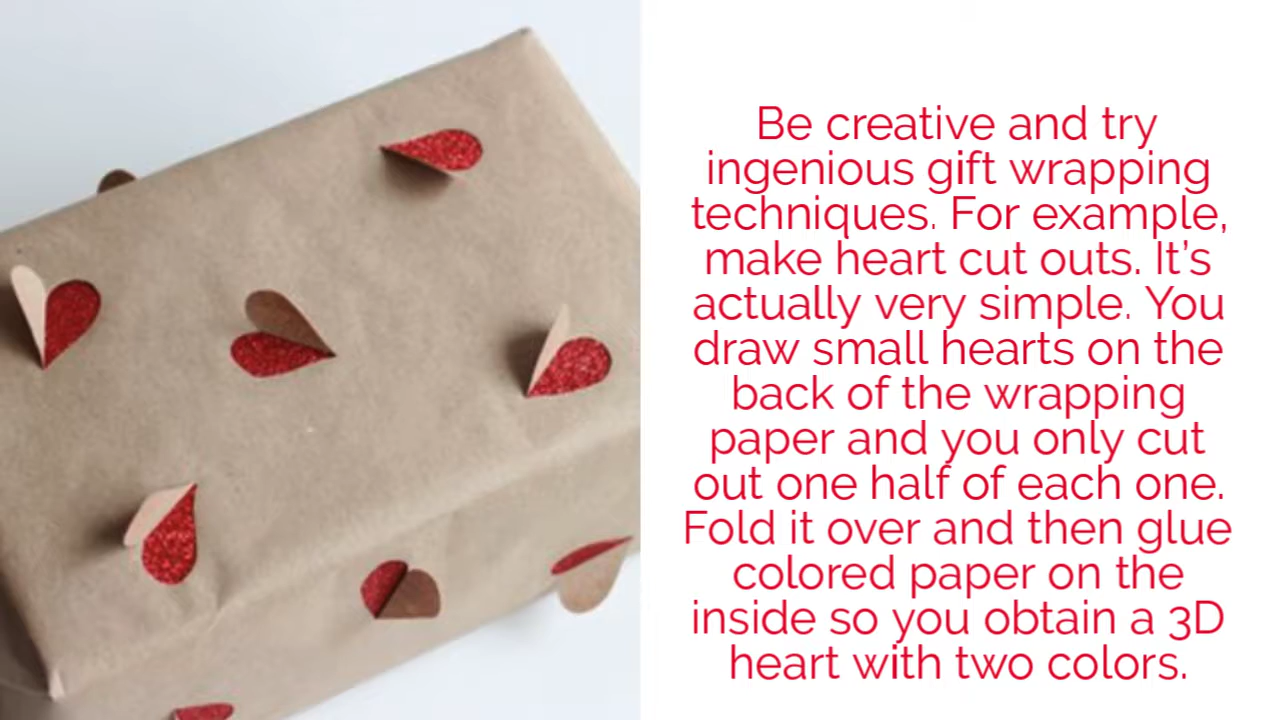 Be creative and try
ingenious gift wrapping
techniques. For example,
make heart cut outs. It’s
actually very simple. You
draw small hearts on the
back of the wrapping
paper and you only cut
out one half of each one.
Fold it over and then glue
colored paper on the
inside so you obtain a 3D
heart with two colors.